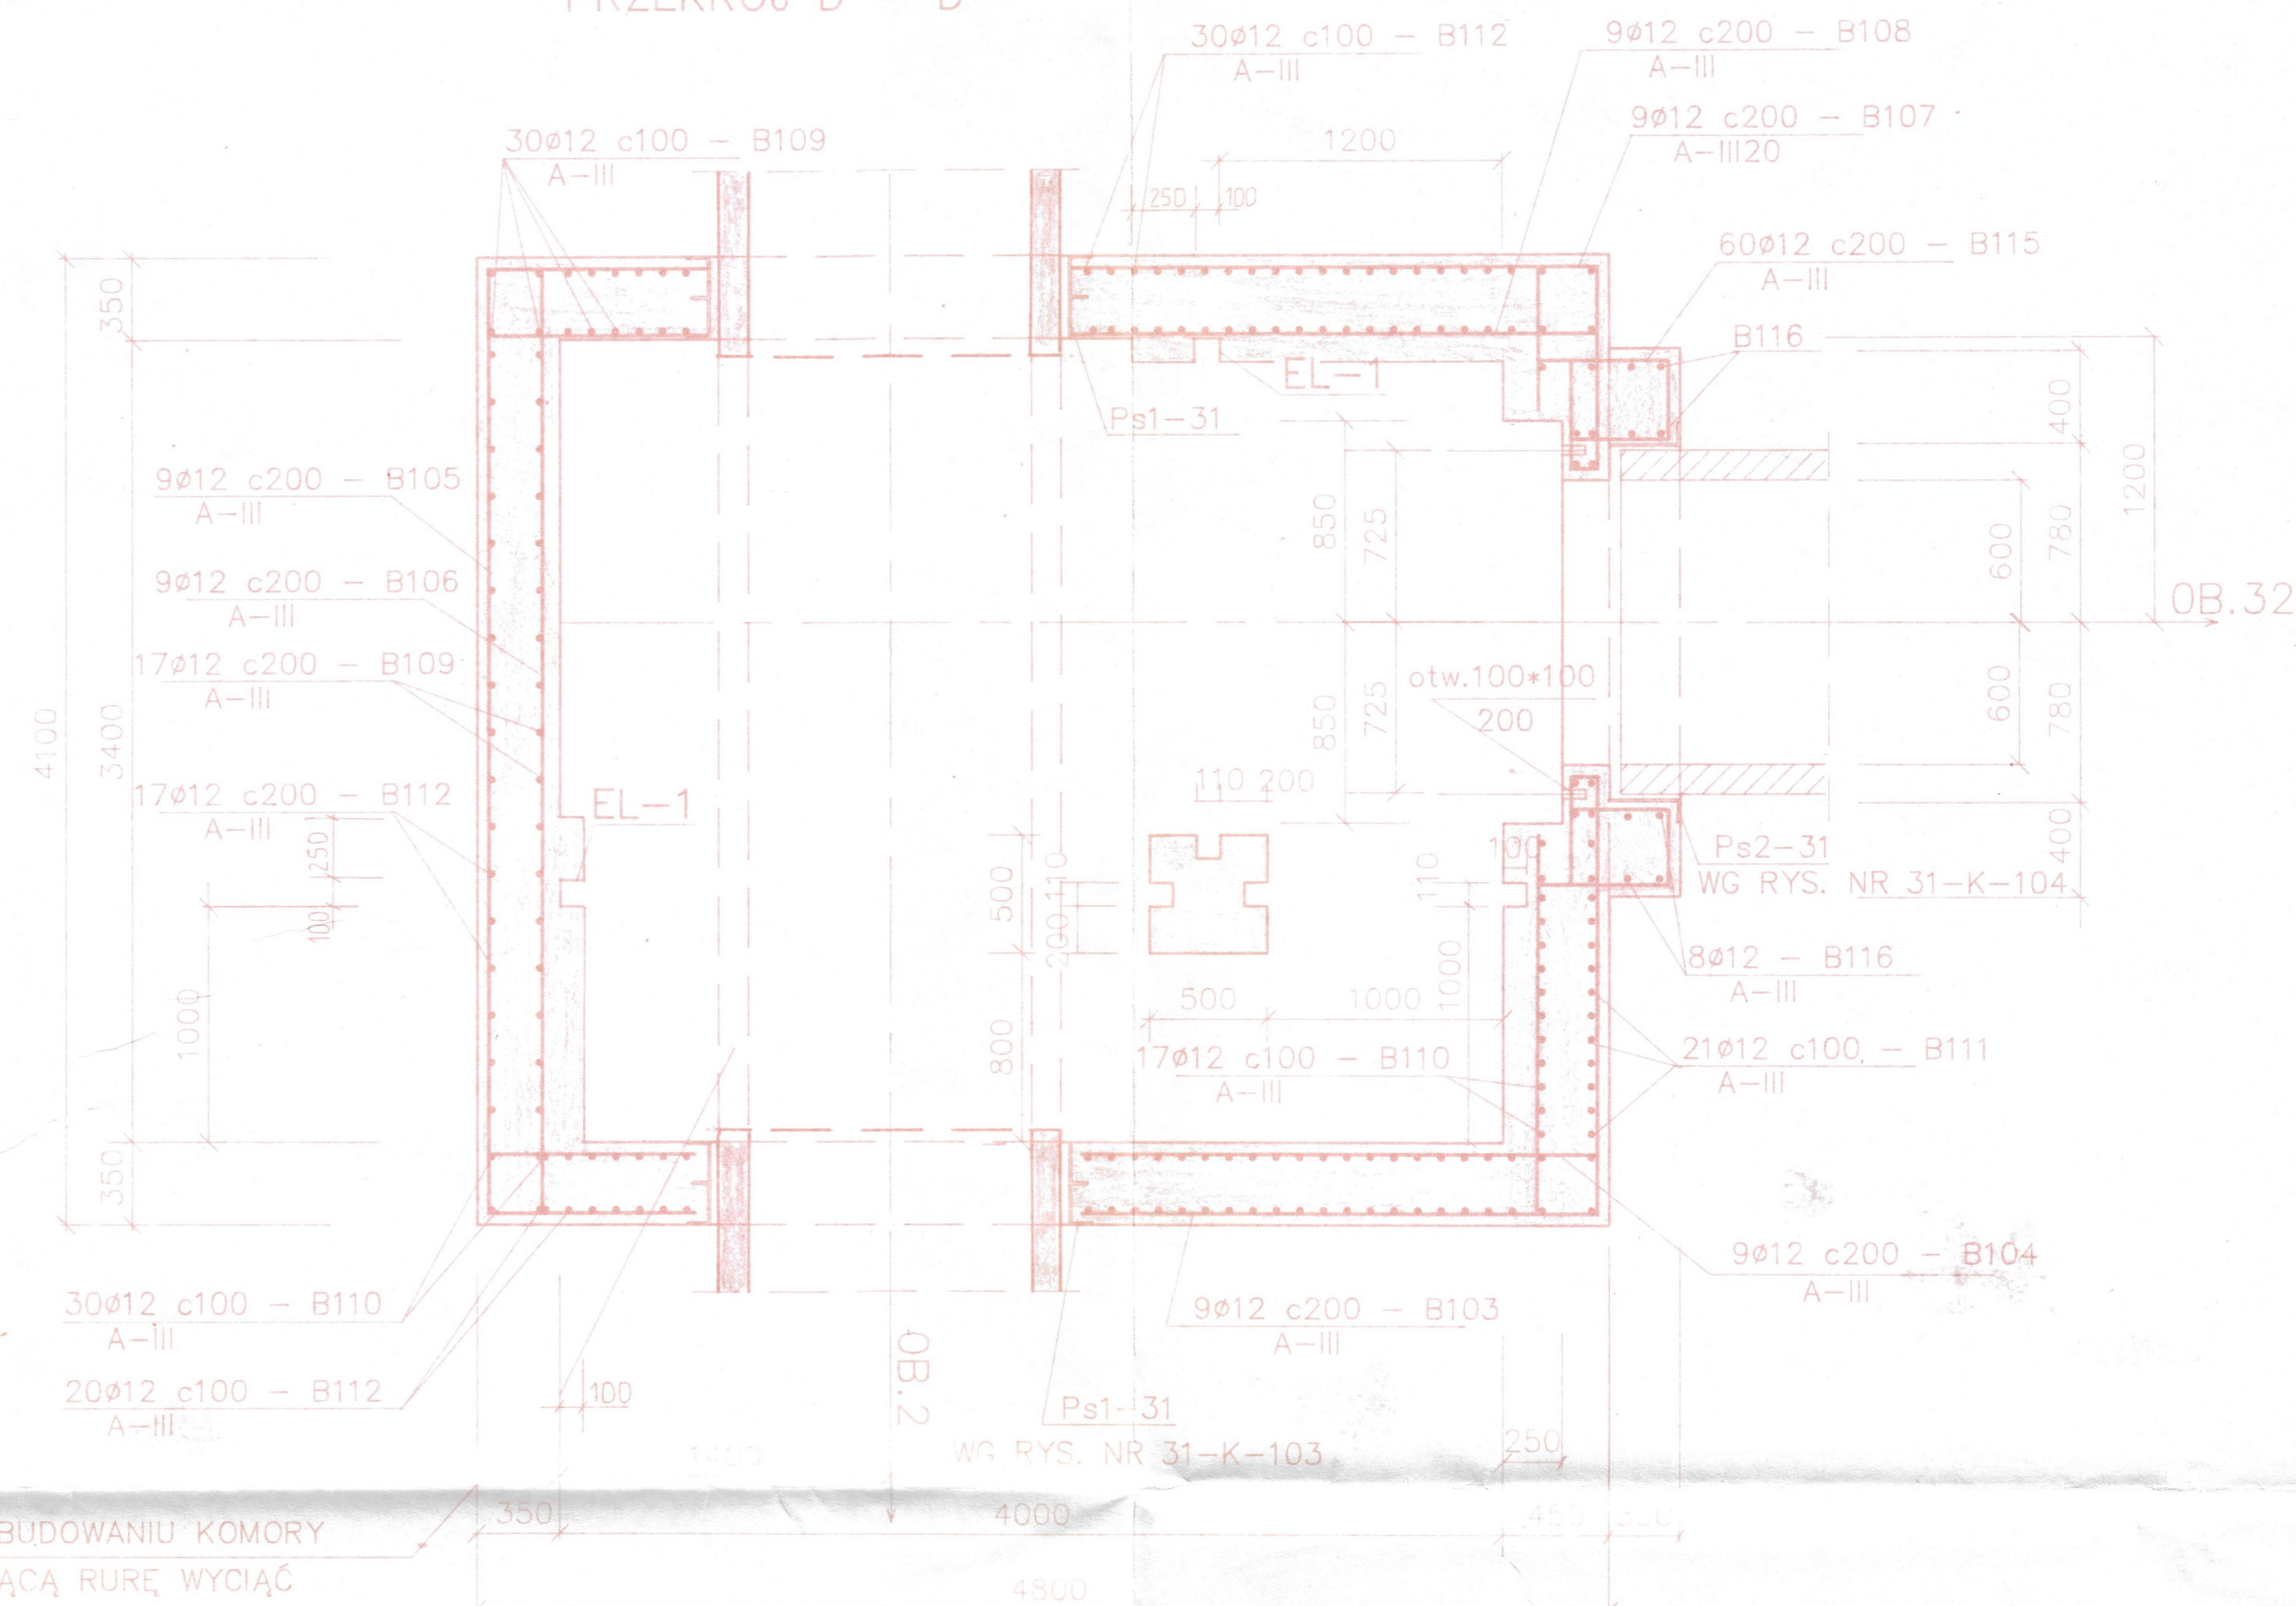 PRZEKRÓJ B B
30ø12 c100 – B112
A–III
9ø12 c200 – B108
A–III
9ø12 c200 – B107
A–III20
30ø12 c100 – B109
A–III
1200
250
100
60ø12 c200 – B115
A–III
B116
350
EL–1
Ps1–31
400
1200
9ø12 c200 – B105
A–III
850
725
600
780
9ø12 c200 – B106
A–III
OB.32
17ø12 c200 – B109
A–III
otw.100*100
200
850
725
600
780
4100
3400
17ø12 c200 – B112
A–III
EL–1
110 200
250
100
500
110
200
100
110
Ps2–31
WG RYS. NR 31–K–104
400
1000
8ø12 – B116
A–III
500
1000
1000
800
17ø12 c100 – B110
A–III
21ø12 c100 – B111
A–III
350
9ø12 c200 – B104
A–III
30ø12 c100 – B110
A–III
9ø12 c200 – B103
A–III
20ø12 c100 – B112
A–III
100
OB.2
Ps1–31
WG RYS. NR 31–K–103
250
350
4000
BUDOWANIU KOMORY
ĄCĄ RURĘ WYCIĄĆ
4800